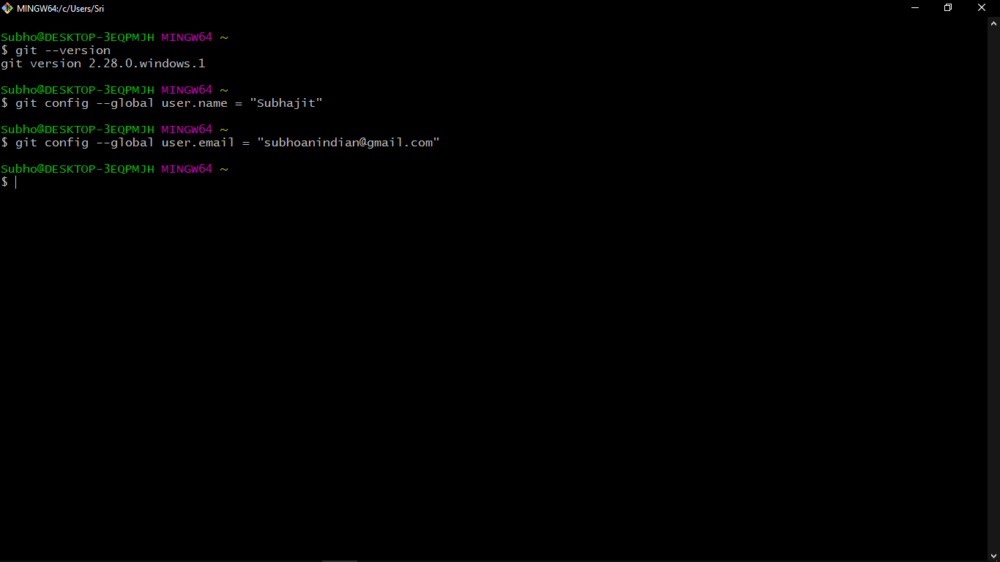 MINGW64:/c/Users/Sri
Subho@DESKTOP-3EQPMJH MINGW64 ~
$ git --version
git version 2.28.0.windows.1
Subho@DESKTOP-3EQPMJH MINGW64 ~
$ git config --global user.name = "Subhajit"
Subho@DESKTOP-3EQPMJH MINGW64 ~
$ git config --global user.email = "subhoanindian@gmail.com"
Subho@DESKTOP-3EQPMJH MINGW64 ~
$